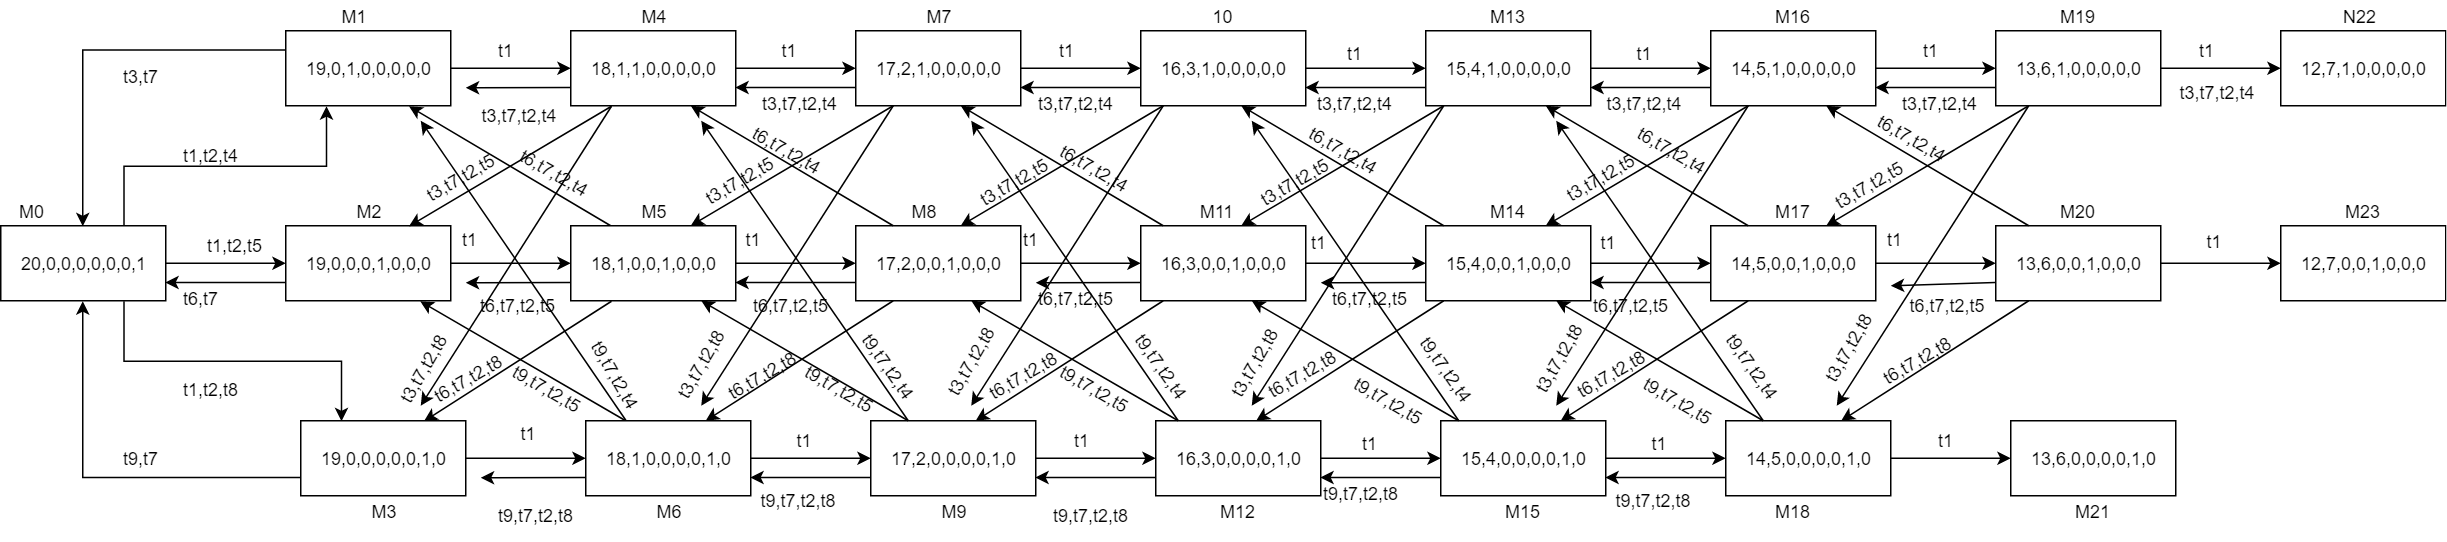 M1
M4
M7
10
M13
M16
M19
N22
19,0,1,0,0,0,0,0
t1
18,1,1,0,0,0,0,0
t1
17,2,1,0,0,0,0,0
t1
16,3,1,0,0,0,0,0
t1
15,4,1,0,0,0,0,0
t1
14,5,1,0,0,0,0,0
t1
13,6,1,0,0,0,0,0
t1
12,7,1,0,0,0,0,0
t3,t7
t3,t7,t2,t4
t3,t7,t2,t4
t3,t7,t2,t4
t3,t7,t2,t4
t3,t7,t2,t4
t3,t7,t2,t4
t3,t7,t2,t4
t1,t2,t4
t3,t7,t2,t5
t6,t7,t2,t4
t3,t7,t2,t5
t6,t7,t2,t4
t3,t7,t2,t5
t6,t7,t2,4
t3,t7,t2,t5
t6,t7,t2,t4
t3,t7,t2,t5
t6,t7,t2,t4
t3,t7,t2,t5
t6,t7,t2,t4
M0
M2
M5
M8
M11
M14
M17
M20
M23
20,0,0,0,0,0,0,1
t1,t2,t5
19,0,0,0,1,0,0,0
t1
18,1,0,0,1,0,0,0
t1
17,2,0,0,1,0,0,0
t1
16,3,0,0,1,0,0,0
t1
15,4,0,0,1,0,0,0
t1
14,5,0,0,1,0,0,0
t1
13,6,0,0,1,0,0,0
t1
12,7,0,0,1,0,0,0
t6,t7
t6,t7,t2,t5
t6,t7,t2,t5
t6,t7,t2,t5
t6,t7,t2,t5
t6,t7,t2,t5
t6,t7,t2,t5
t1,t2,t8
t3,t7,t2,t8
t6,t7,t2,t8
t9,t7,t2,t5
t9,t7,t2,t4
t3,t7,t2,t8
t6,t7,t2,t8
t9,t7,t2,t5
t9,t7,t2,t4
t3,t7,t2,t8
t6,t7,t2,t8
t9,t7,t2,t5
t9,t7,t2,t4
t3,t7,t2,t8
t6,t7,t2,t8
t9,t7,t2,t5
t9,t7,t2,t4
t3,t7,t2,t8
t6,t7,t2,t8
t9,t7,t2,t5
t9,t7,t2,t4
t3,t7,t2,t8
t6,t7,t2,t8
t9,t7
19,0,0,0,0,0,1,0
t1
18,1,0,0,0,0,1,0
t1
17,2,0,0,0,0,1,0
t1
16,3,0,0,0,0,1,0
t1
15,4,0,0,0,0,1,0
t1
14,5,0,0,0,0,1,0
t1
13,6,0,0,0,0,1,0
t9,t7,t2,t8
t9,t7,t2,t8
t9,t7,t2,t8
t9,t7,t2,t8
t9,t7,t2,t8
M3
M6
M9
M12
M15
M18
M21